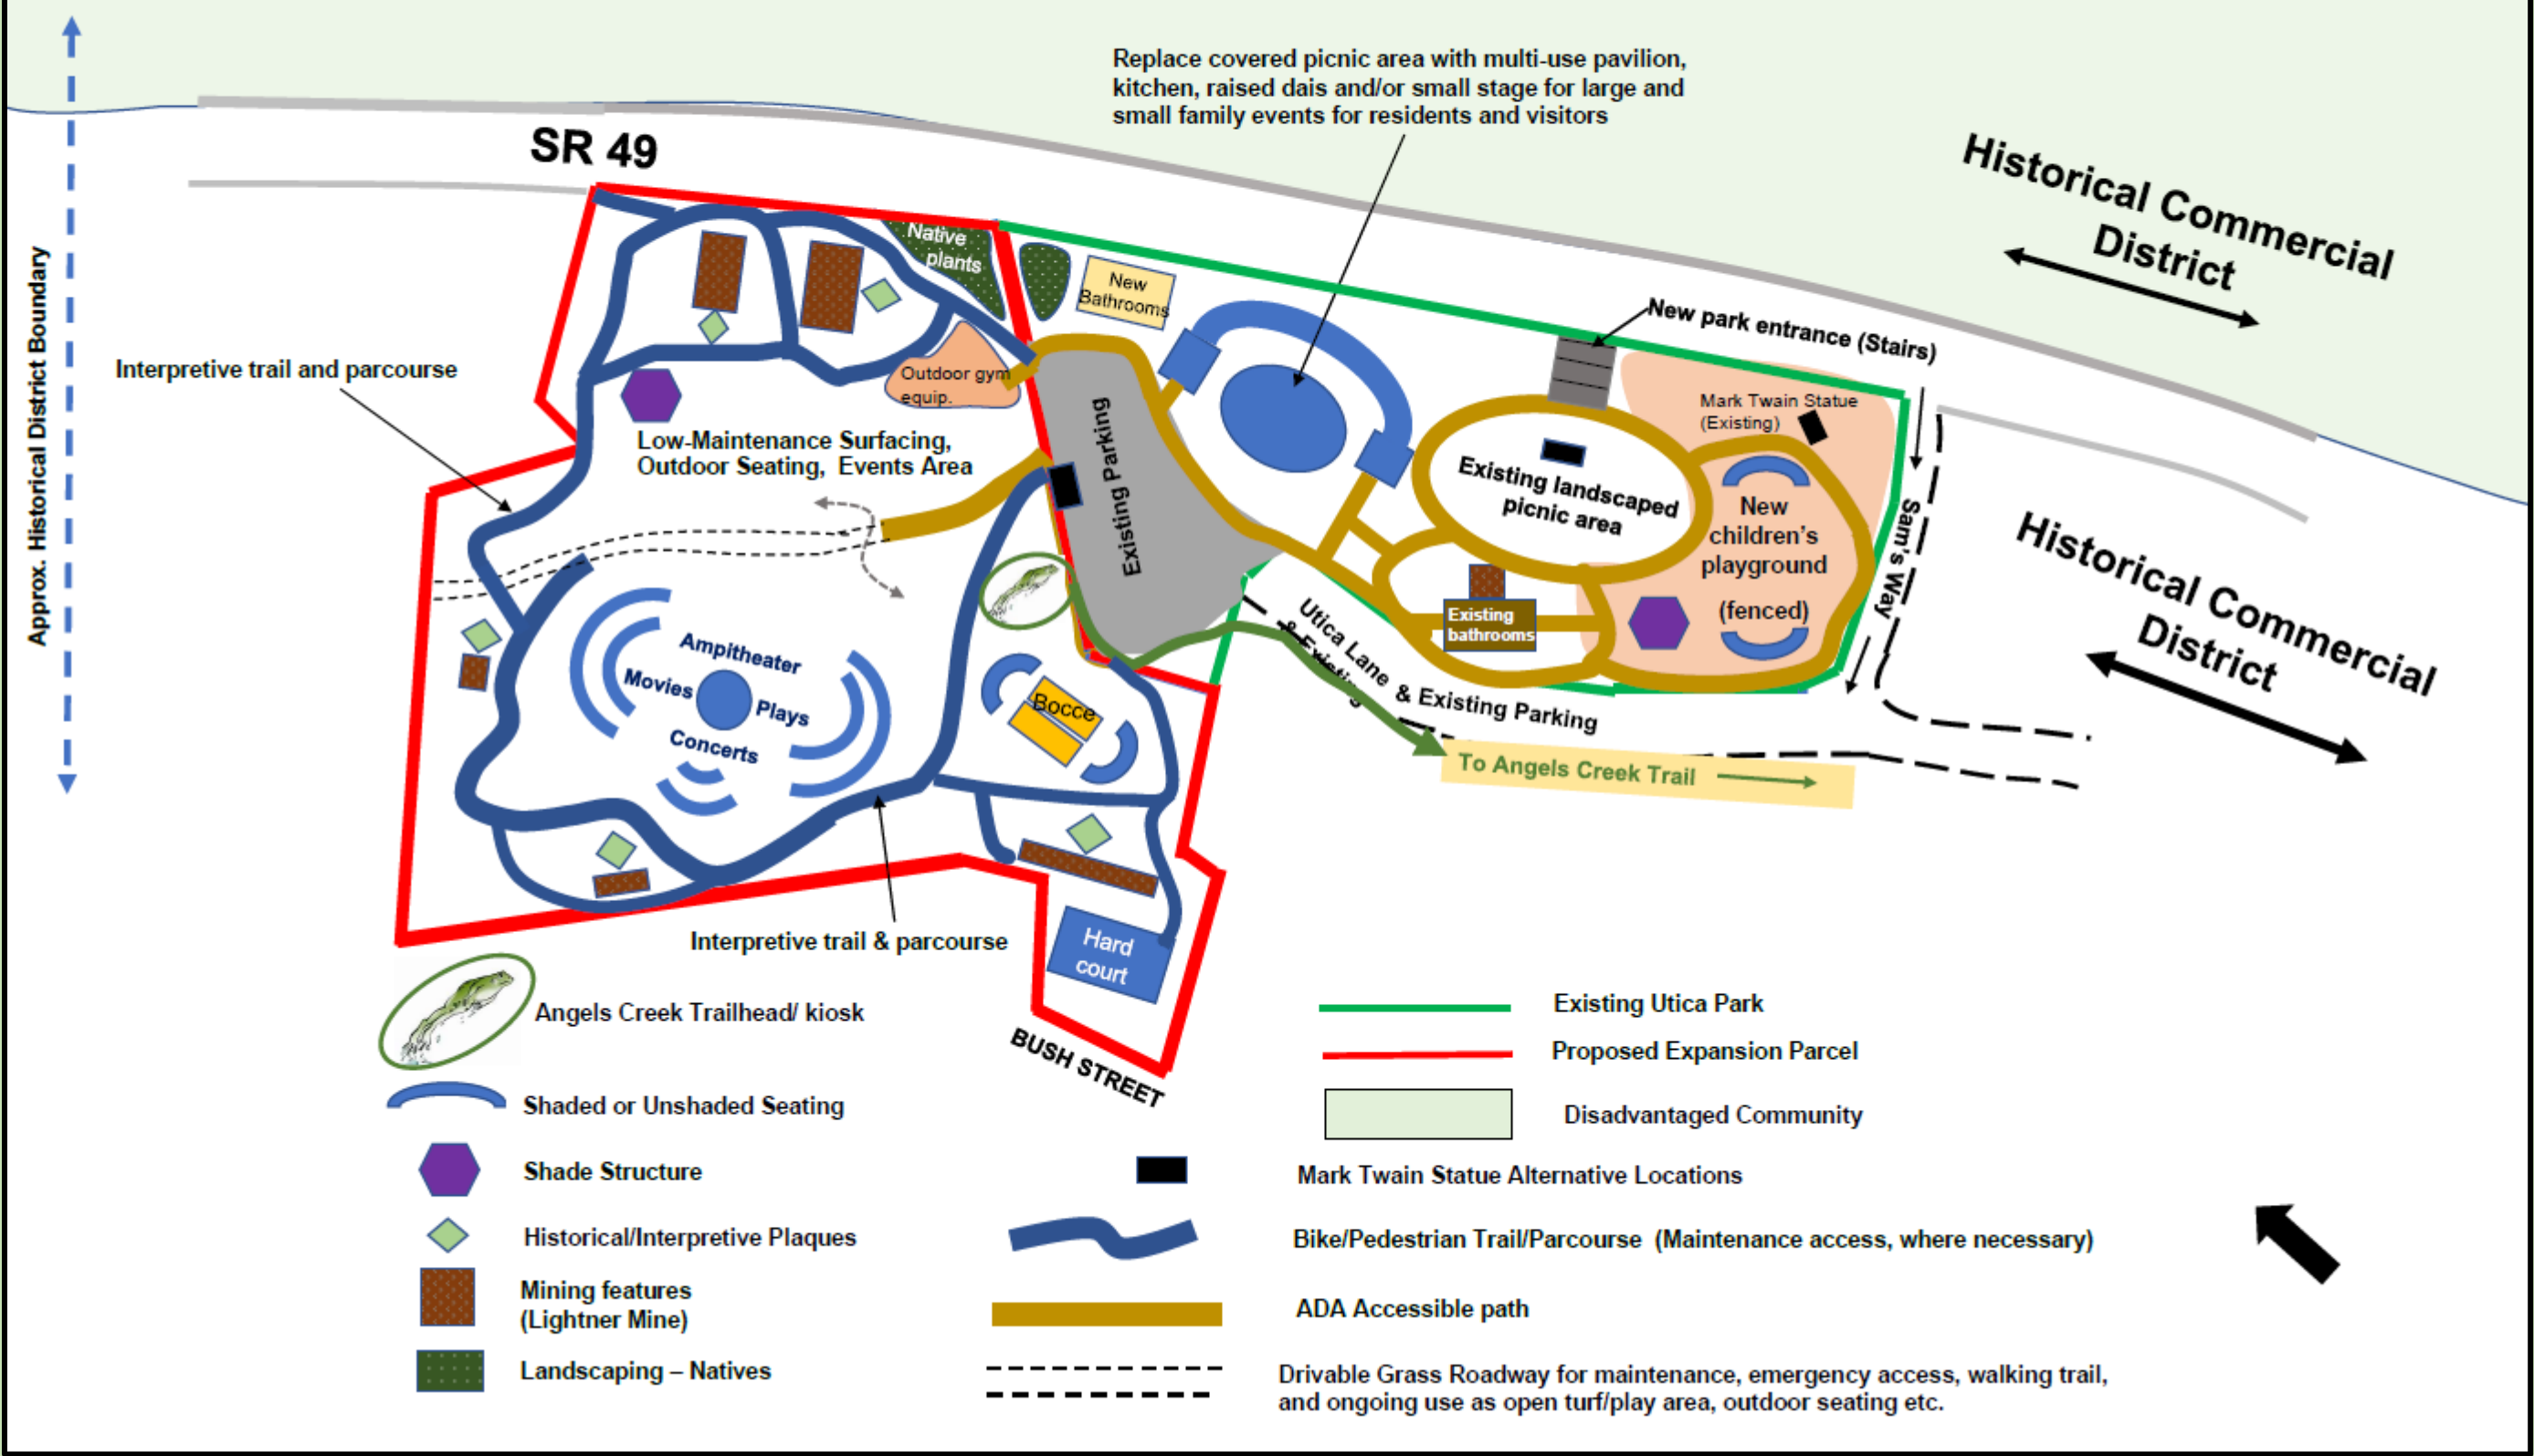 Replace covered picnic area with multi-use pavilion,
kitchen, raised dais and/or small stage for large and
small family events for residents and visitors
SR 49
Historical Commercial
District
Approx. Historical District Boundary
Native
plants
New
Bathrooms
New park entrance (Stairs)
Interpretive trail and parcourse
Outdoor gym
equip.
Mark Twain Statue
(Existing)
Low-Maintenance Surfacing,
Outdoor Seating,  Events Area
Existing Parking
Existing landscaped
picnic area
New
children's
playground
(fenced)
Sam's Way
Historical Commercial
District
Existing
bathrooms
Utica Lane & Existing Parking
& Existing
Ampitheater
Movies
Plays
Concerts
Bocce
To Angels Creek Trail
Interpretive trail & parcourse
Hard
court
BUSH STREET
Angels Creek Trailhead/ kiosk
Shaded or Unshaded Seating
Shade Structure
Historical/Interpretive Plaques
Mining features
(Lightner Mine)
Landscaping – Natives
Existing Utica Park
Proposed Expansion Parcel
Disadvantaged Community
Mark Twain Statue Alternative Locations
Bike/Pedestrian Trail/Parcourse  (Maintenance access, where necessary)
ADA Accessible path
Drivable Grass Roadway for maintenance, emergency access, walking trail,
and ongoing use as open turf/play area, outdoor seating etc.